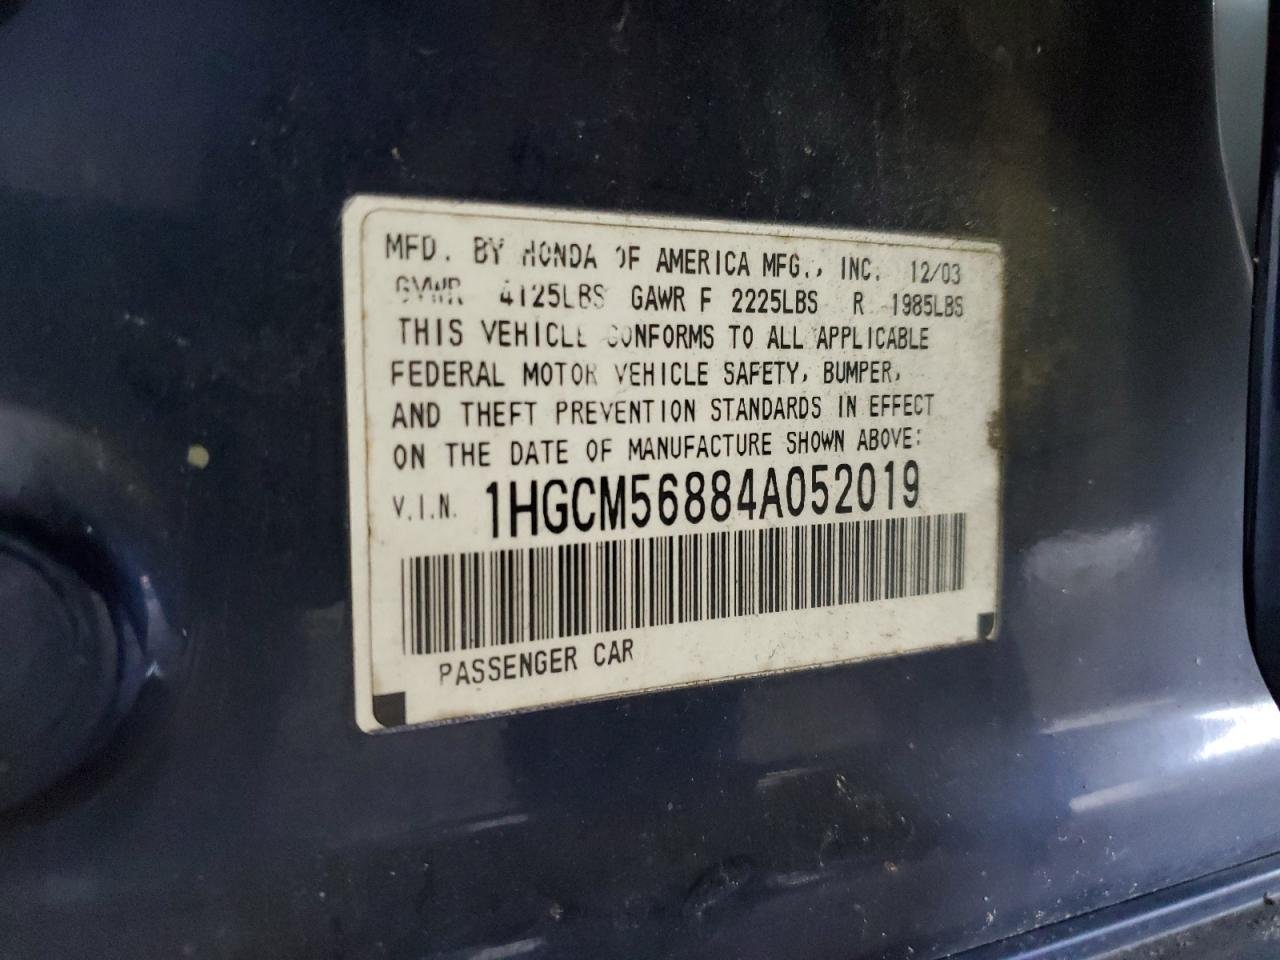 MFD. BY HONDA OF AMERICA MFG., INC. 12/03
GVWR 4125LBS GAWR F 2225LBS R 1985LBS
THIS VEHICLE CONFORMS TO ALL APPLICABLE
FEDERAL MOTOR VEHICLE SAFETY, BUMPER,
AND THEFT PREVENTION STANDARDS IN EFFECT
ON THE DATE OF MANUFACTURE SHOWN ABOVE:
V.I.N. 1HGCM56884A052019
PASSENGER CAR